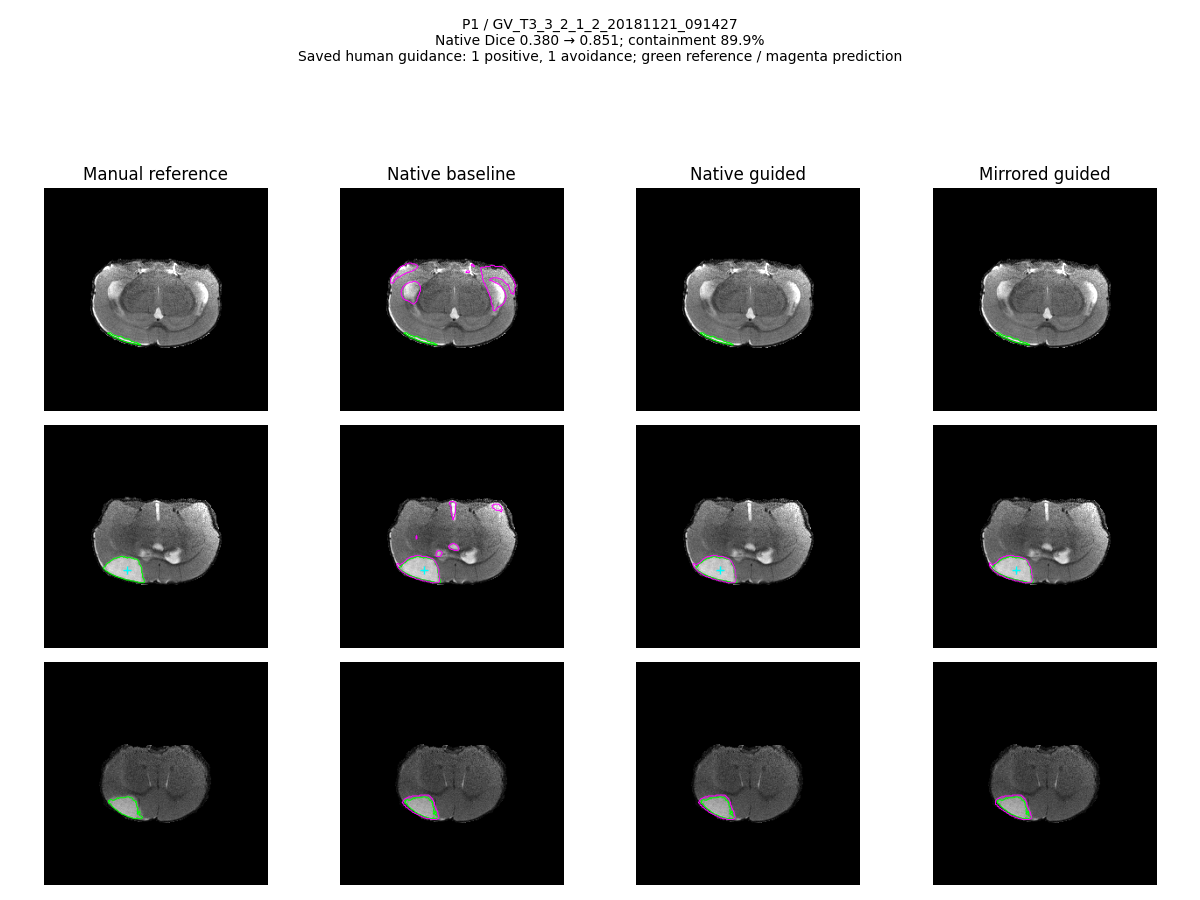 P1 / GV_T3_3_2_1_2_20181121_091427
Native Dice 0.380 → 0.851; containment 89.9%
Saved human guidance: 1 positive, 1 avoidance; green reference / magenta prediction
Manual reference
Native baseline
Native guided
Mirrored guided